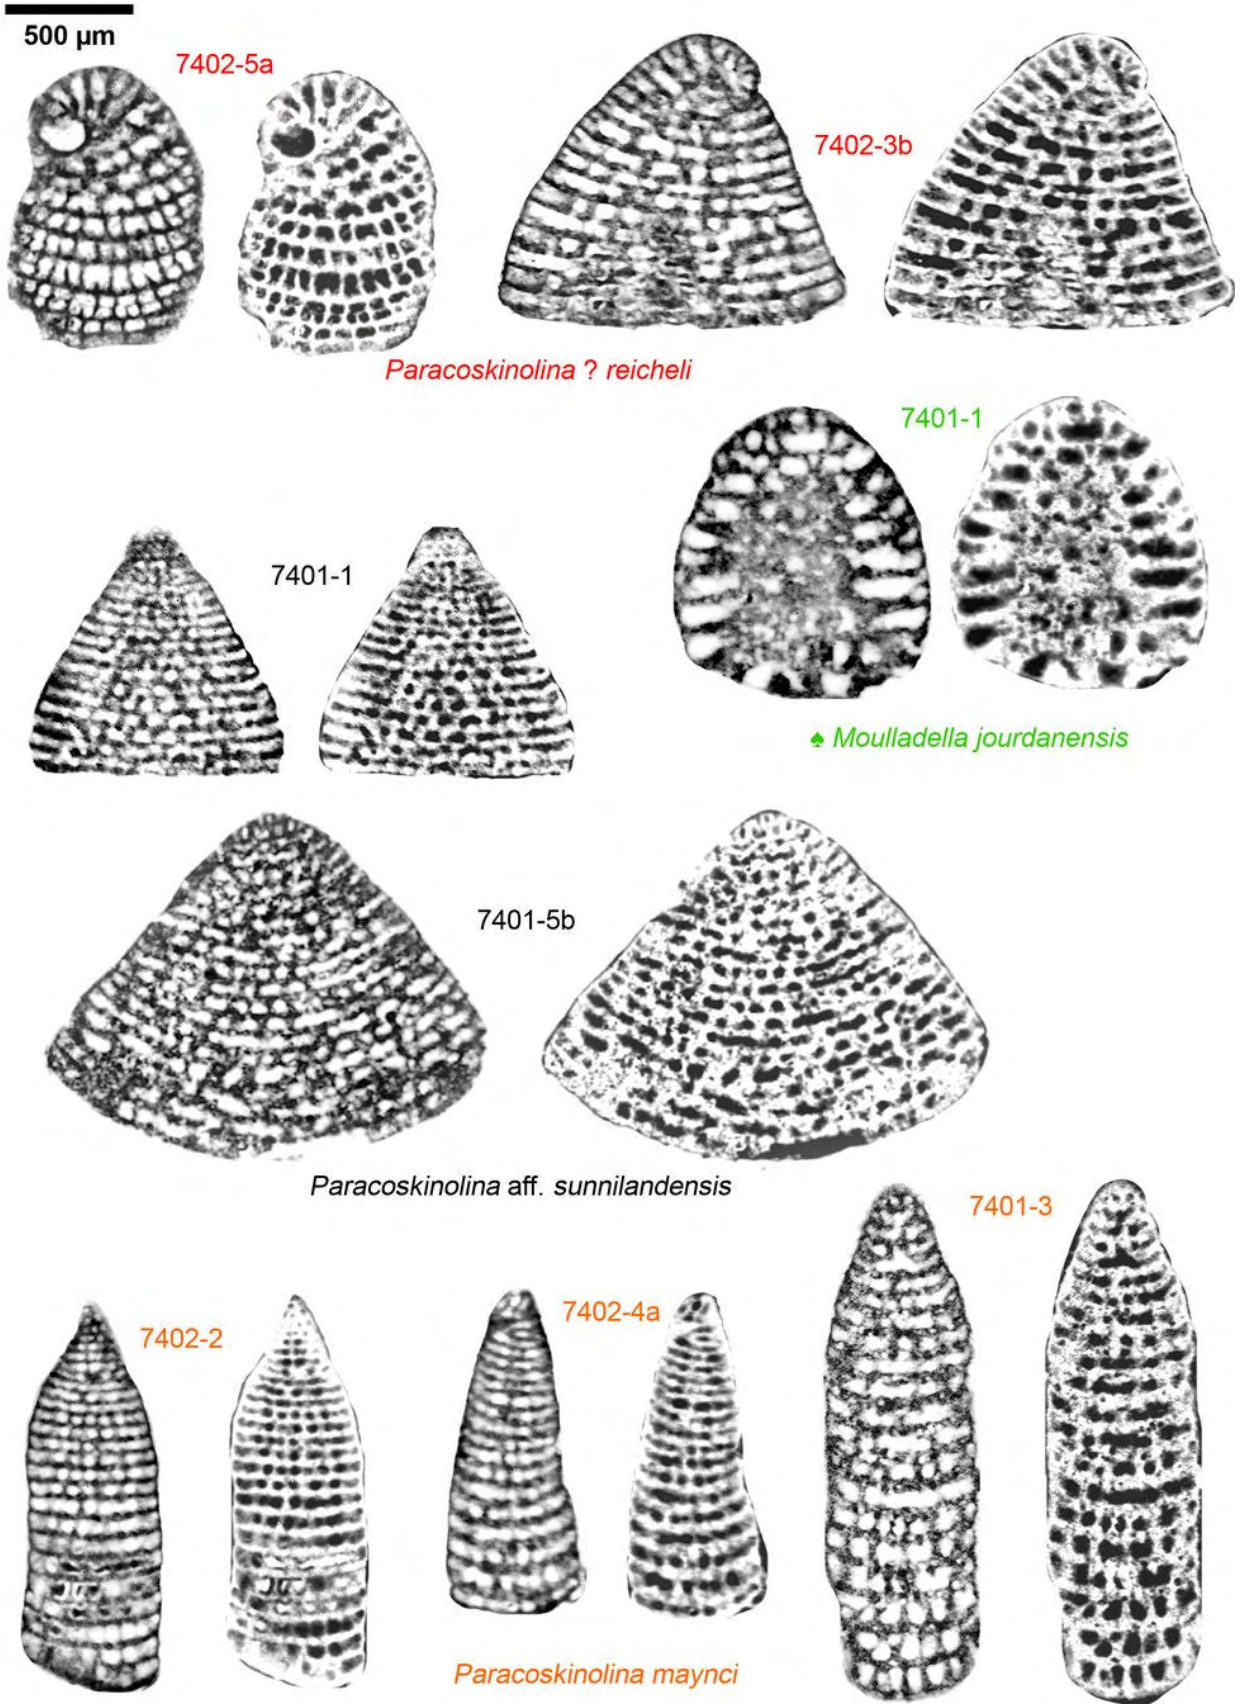 500 µm
7402-5a
7402-3b
Paracoskinolina ? reicheli
7401-1
7401-1
♠ Moulladella jourdanensis
7401-5b
Paracoskinolina aff. sunnilandensis
7401-3
7402-2
7402-4a
Paracoskinolina maynci